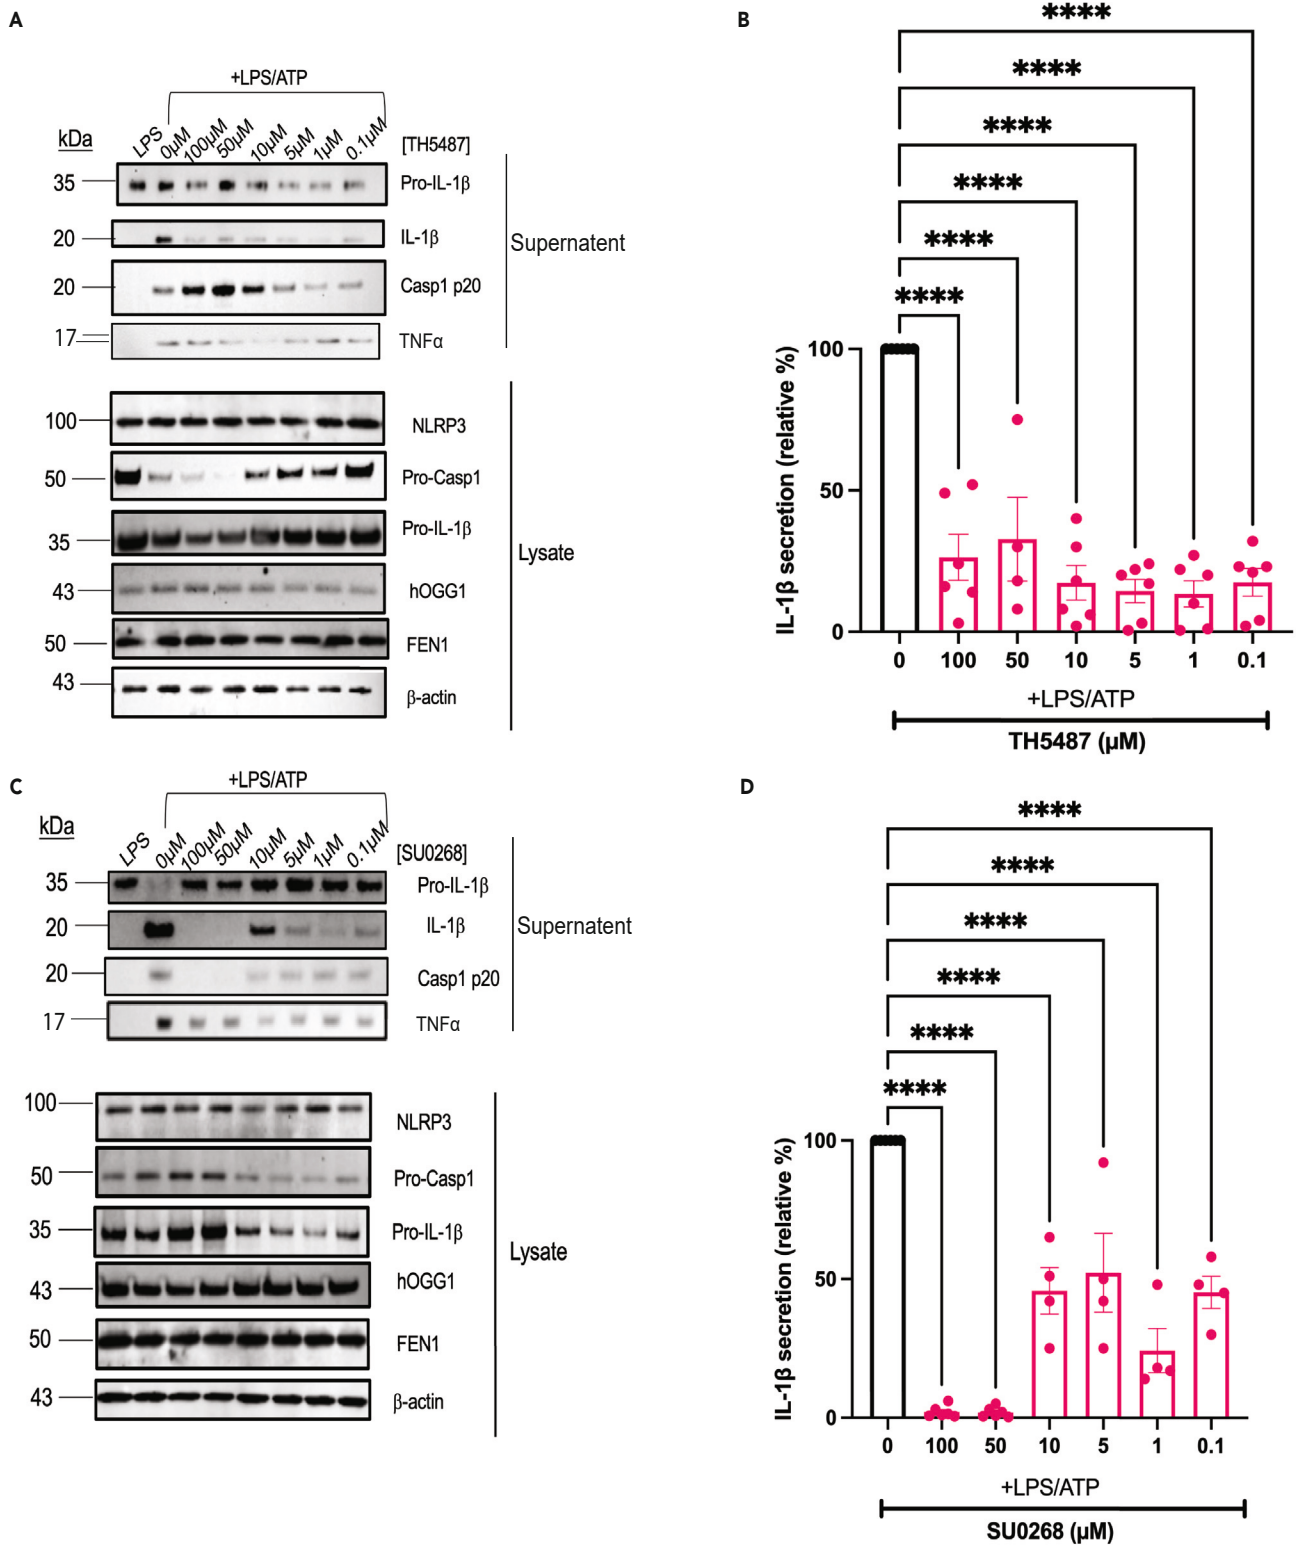 A
+LPS/ATP
kDa
LPS 0µM 100µM 50µM 10µM 5µM 1µM 0.1µM [TH5487]
35 Pro-IL-1β
20 IL-1β
20 Casp1 p20
17 TNFα
Supernatent
100 NLRP3
50 Pro-Casp1
35 Pro-IL-1β
43 hOGG1
50 FEN1
43 β-actin
Lysate
B
****
****
****
****
****
****
IL-1β secretion (relative %)
100
50
0
0 100 50 10 5 1 0.1
+LPS/ATP
TH5487 (µM)
C
+LPS/ATP
kDa
LPS 0µM 100µM 50µM 10µM 5µM 1µM 0.1µM [SU0268]
35 Pro-IL-1β
20 IL-1β
20 Casp1 p20
17 TNFα
Supernatent
100 NLRP3
50 Pro-Casp1
35 Pro-IL-1β
43 hOGG1
50 FEN1
43 β-actin
Lysate
D
****
****
****
****
****
****
IL-1β secretion (relative %)
100
50
0
0 100 50 10 5 1 0.1
+LPS/ATP
SU0268 (µM)